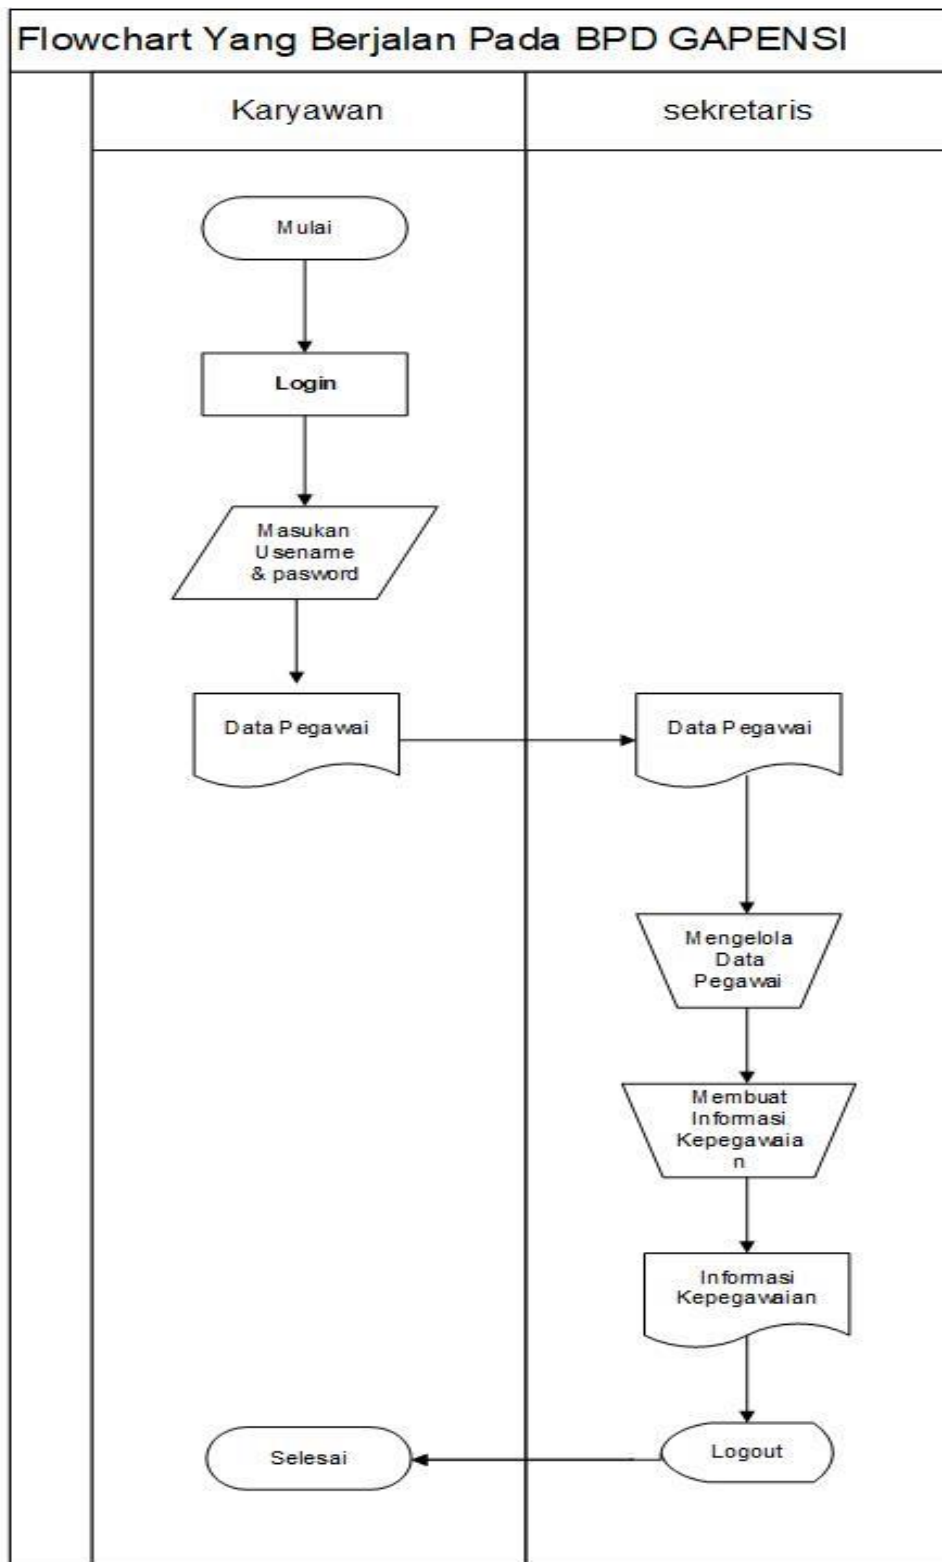 Flowchart Yang Berjalan Pada BPD GAPENSI
Karyawan
sekretaris
Mulai
Login
Masukan
Usename
& pasword
Data Pegawai
Data Pegawai
Mengelola
Data
Pegawai
Membuat
Informasi
Kepegawaia
n
Informasi
Kepegawaian
Logout
Selesai